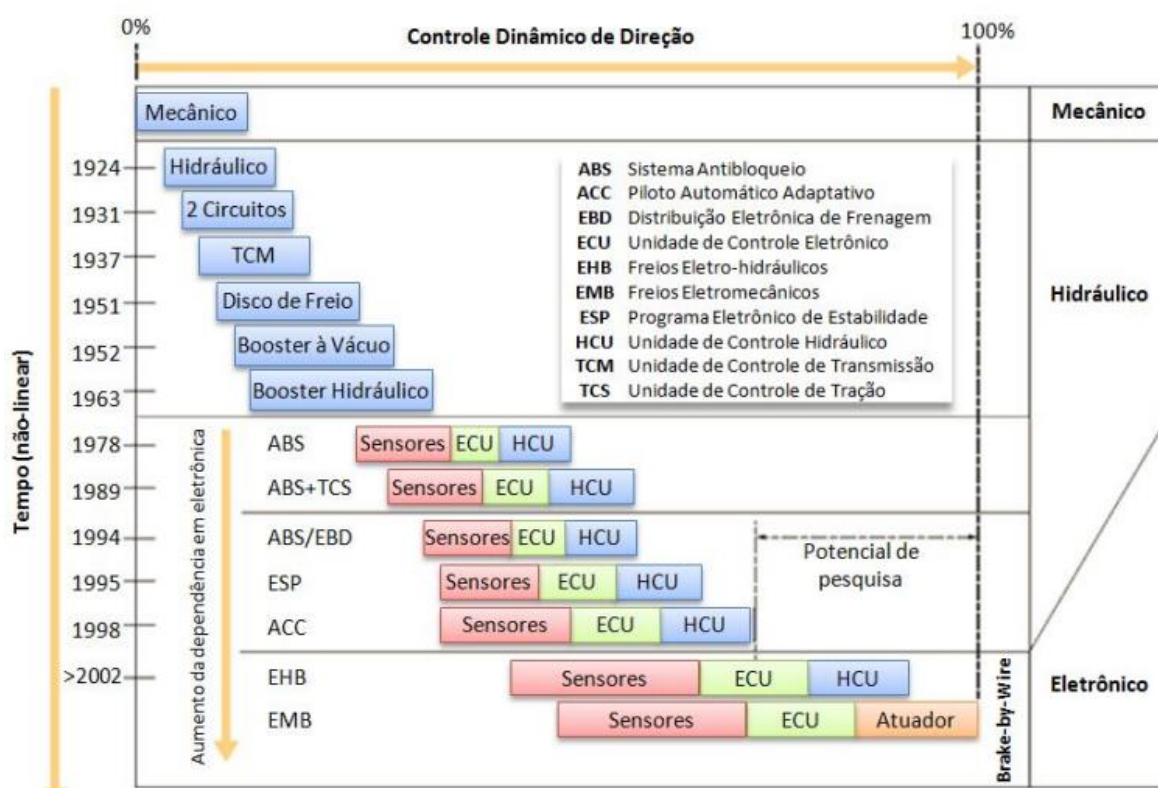 0%
Controle Dinâmico de Direção
100%
Mecânico
Mecânico
1924
Hidráulico
1931
2 Circuitos
1937
TCM
1951
Disco de Freio
1952
Booster à Vácuo
1963
Booster Hidráulico
ABS Sistema Antibloqueio
ACC Piloto Automático Adaptativo
EBD Distribuição Eletrônica de Frenagem
ECU Unidade de Controle Eletrônico
EHB Freios Eletro-hidráulicos
EMB Freios Eletromecânicos
ESP Programa Eletrônico de Estabilidade
HCU Unidade de Controle Hidráulico
TCM Unidade de Controle de Transmissão
TCS Unidade de Controle de Tração
Hidráulico
Tempo (não-linear)
Aumento da dependência em eletrônica
1978
ABS
Sensores ECU HCU
1989
ABS+TCS
Sensores ECU HCU
1994
ABS/EBD
Sensores ECU HCU
Potencial de
pesquisa
1995
ESP
Sensores ECU HCU
1998
ACC
Sensores ECU HCU
>2002
EHB
Sensores ECU HCU
EMB
Sensores ECU Atuador
Brake-by-Wire
Eletrônico